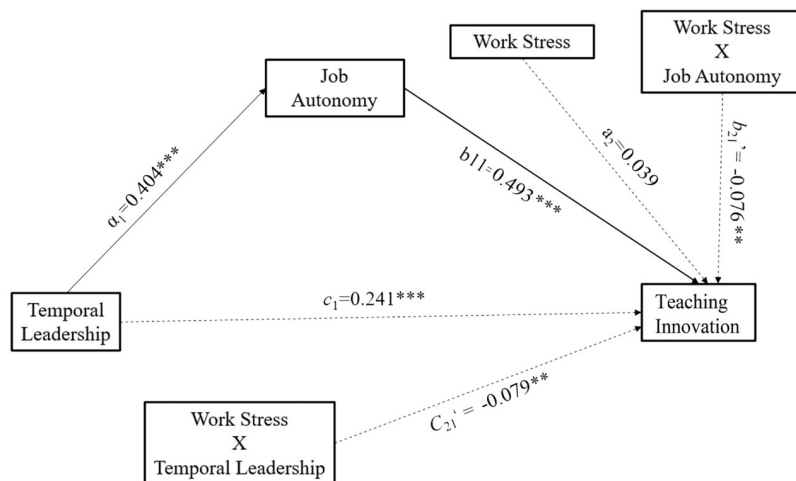 Work Stress
Work Stress
X
Job Autonomy
Job
Autonomy
α₁=0.404***
b11=0.493***
a₂=0.039
b₂₁'= -0.076**
Temporal
Leadership
c₁=0.241***
Teaching
Innovation
C₂₁' = -0.079**
Work Stress
X
Temporal Leadership